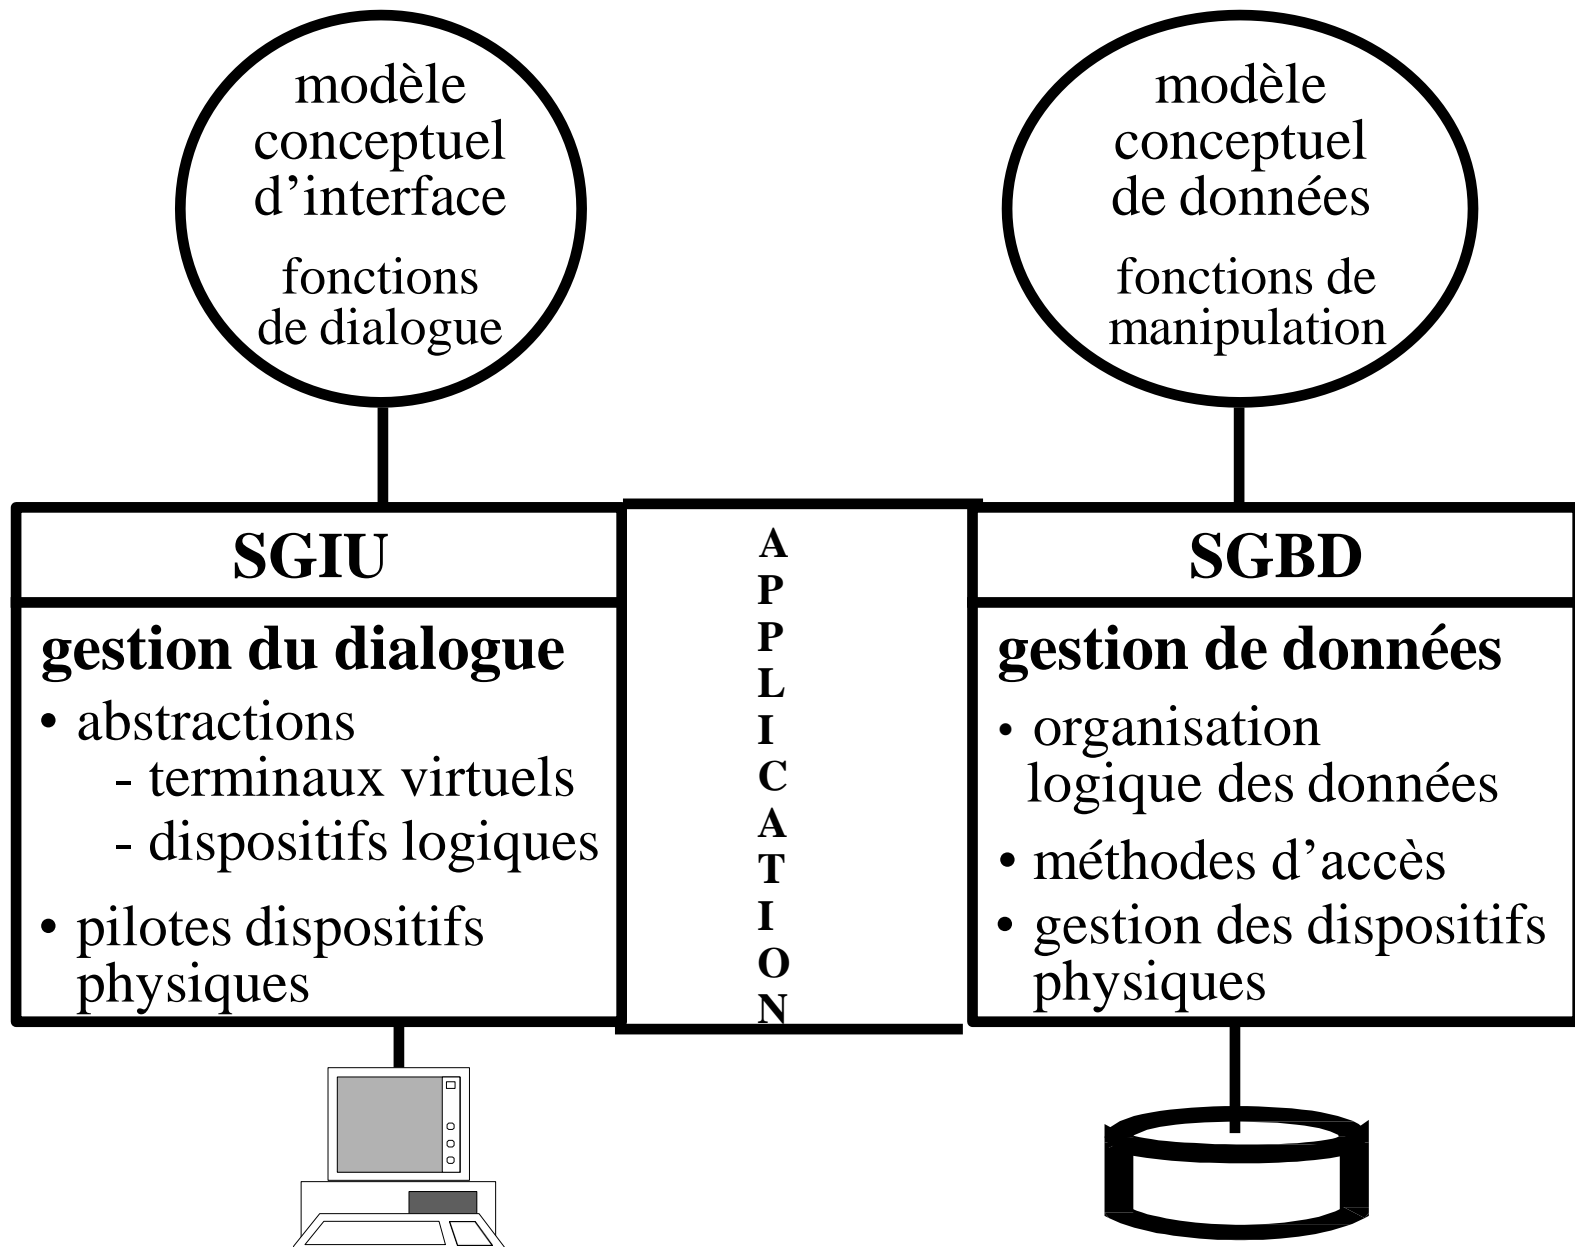 modèle
conceptuel
d’interface
fonctions
de dialogue
modèle
conceptuel
de données
fonctions de
manipulation
SGIU
gestion du dialogue
• abstractions
- terminaux virtuels
- dispositifs logiques
• pilotes dispositifs
physiques
A
P
P
L
I
C
A
T
I
O
N
SGBD
gestion de données
• organisation
logique des données
• méthodes d’accès
• gestion des dispositifs
physiques